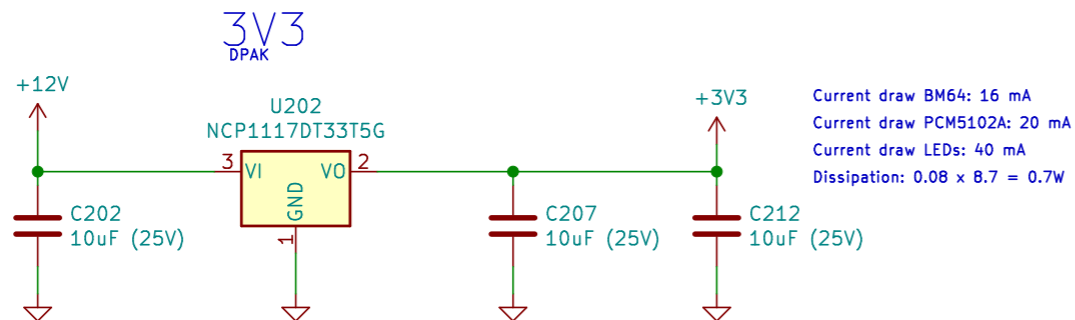 3V3
DPAK
+12V
U202
NCP1117DT33T5G
3
VI
VO
2
GND
1
C202
10uF (25V)
C207
10uF (25V)
+3V3
C212
10uF (25V)
Current draw BM64: 16 mA
Current draw PCM5102A: 20 mA
Current draw LEDs: 40 mA
Dissipation: 0.08 x 8.7 = 0.7W